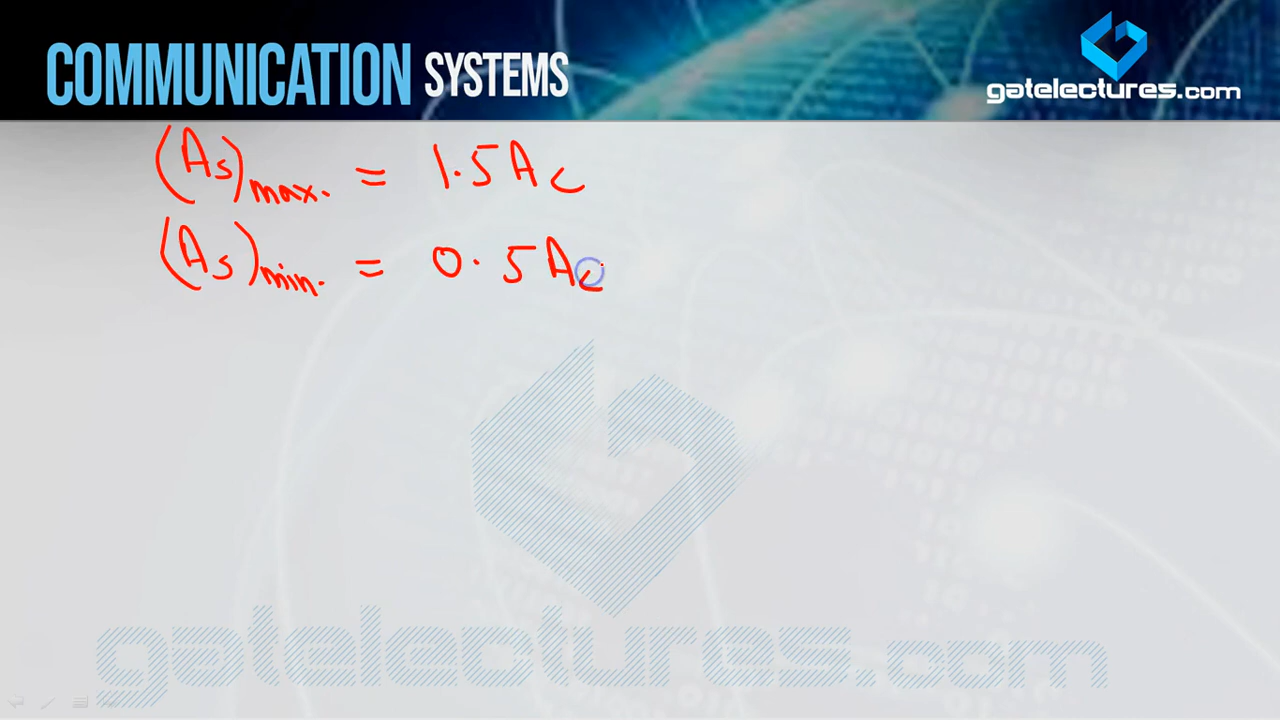 COMMUNICATION SYSTEMS
gatelectures.com
(As)max. = 1.5Ac
(As)min. = 0.5Ac
gatelectures.com